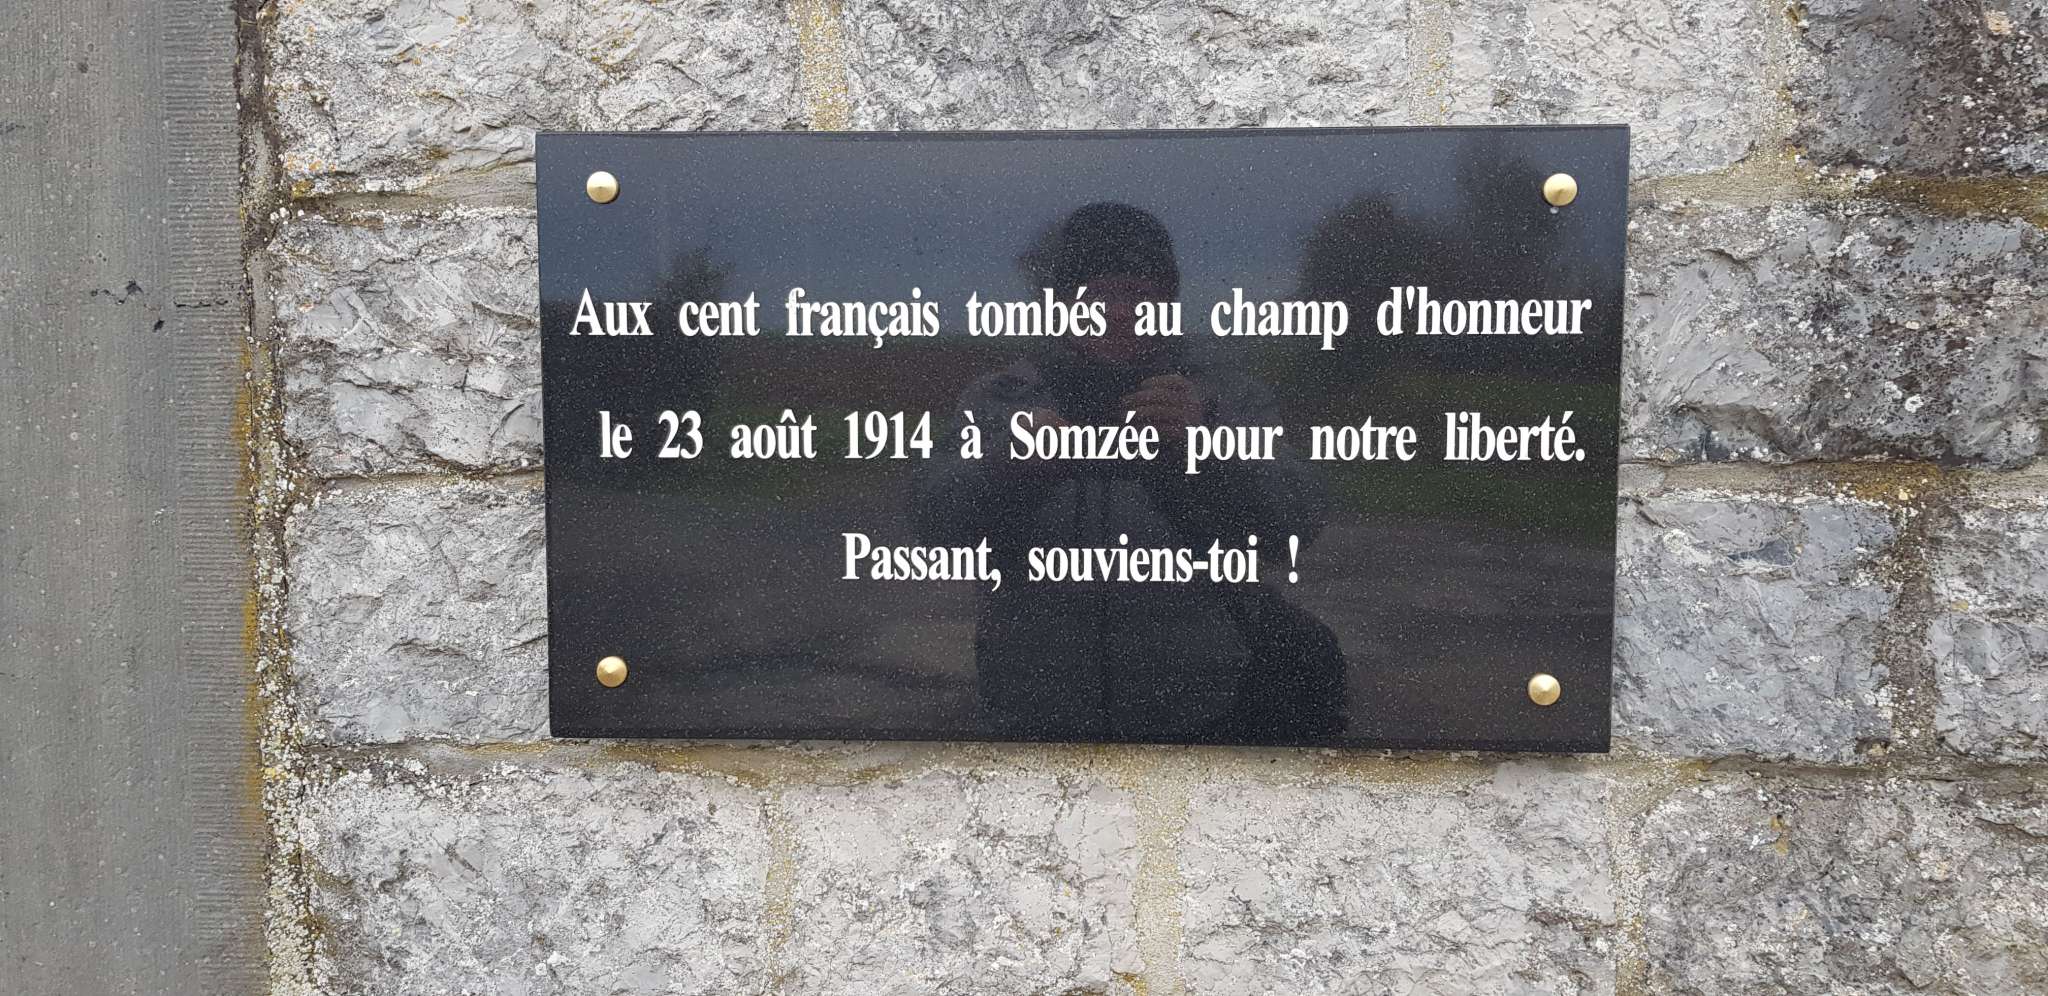 Aux cent français tombés au champ d'honneur
le 23 août 1914 à Somzée pour notre liberté.
Passant, souviens-toi !